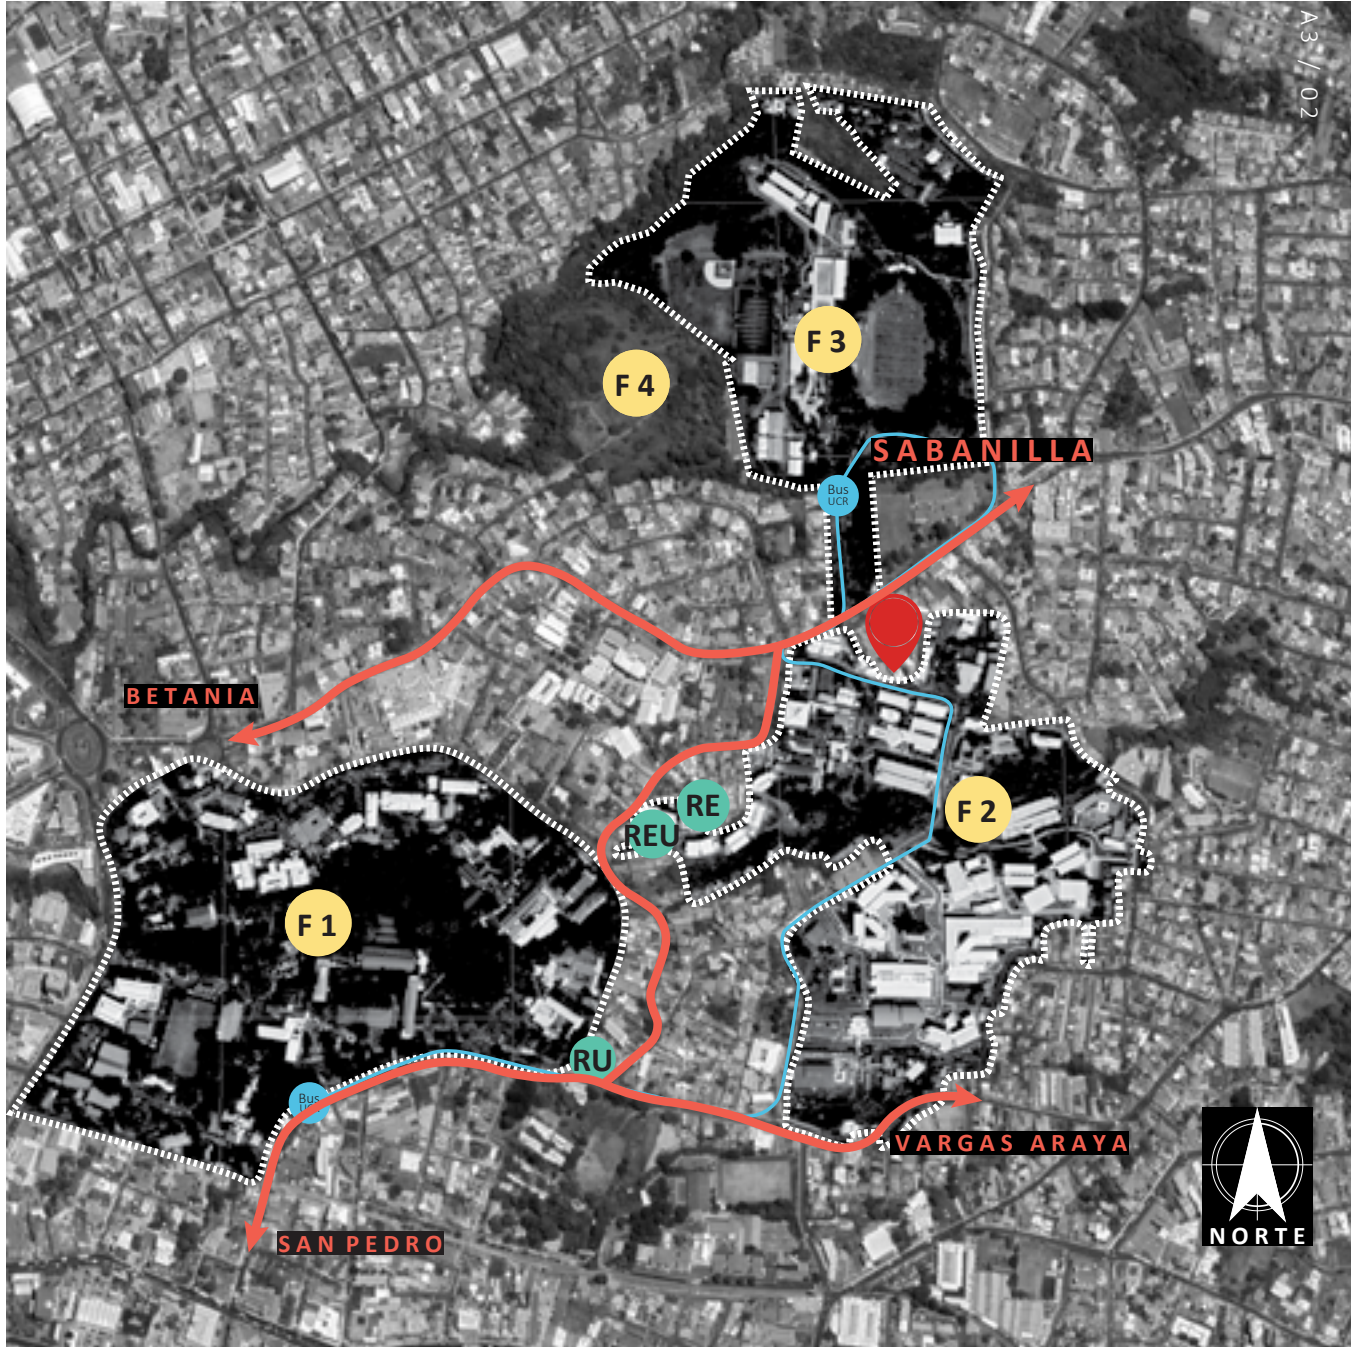 A3 // 02
F 3
F 4
SABANILLA
Bus
UCR
BETANIA
RE
REU
F 2
F 1
RU
Bus
VARGAS ARAYA
SAN PEDRO
NORTE